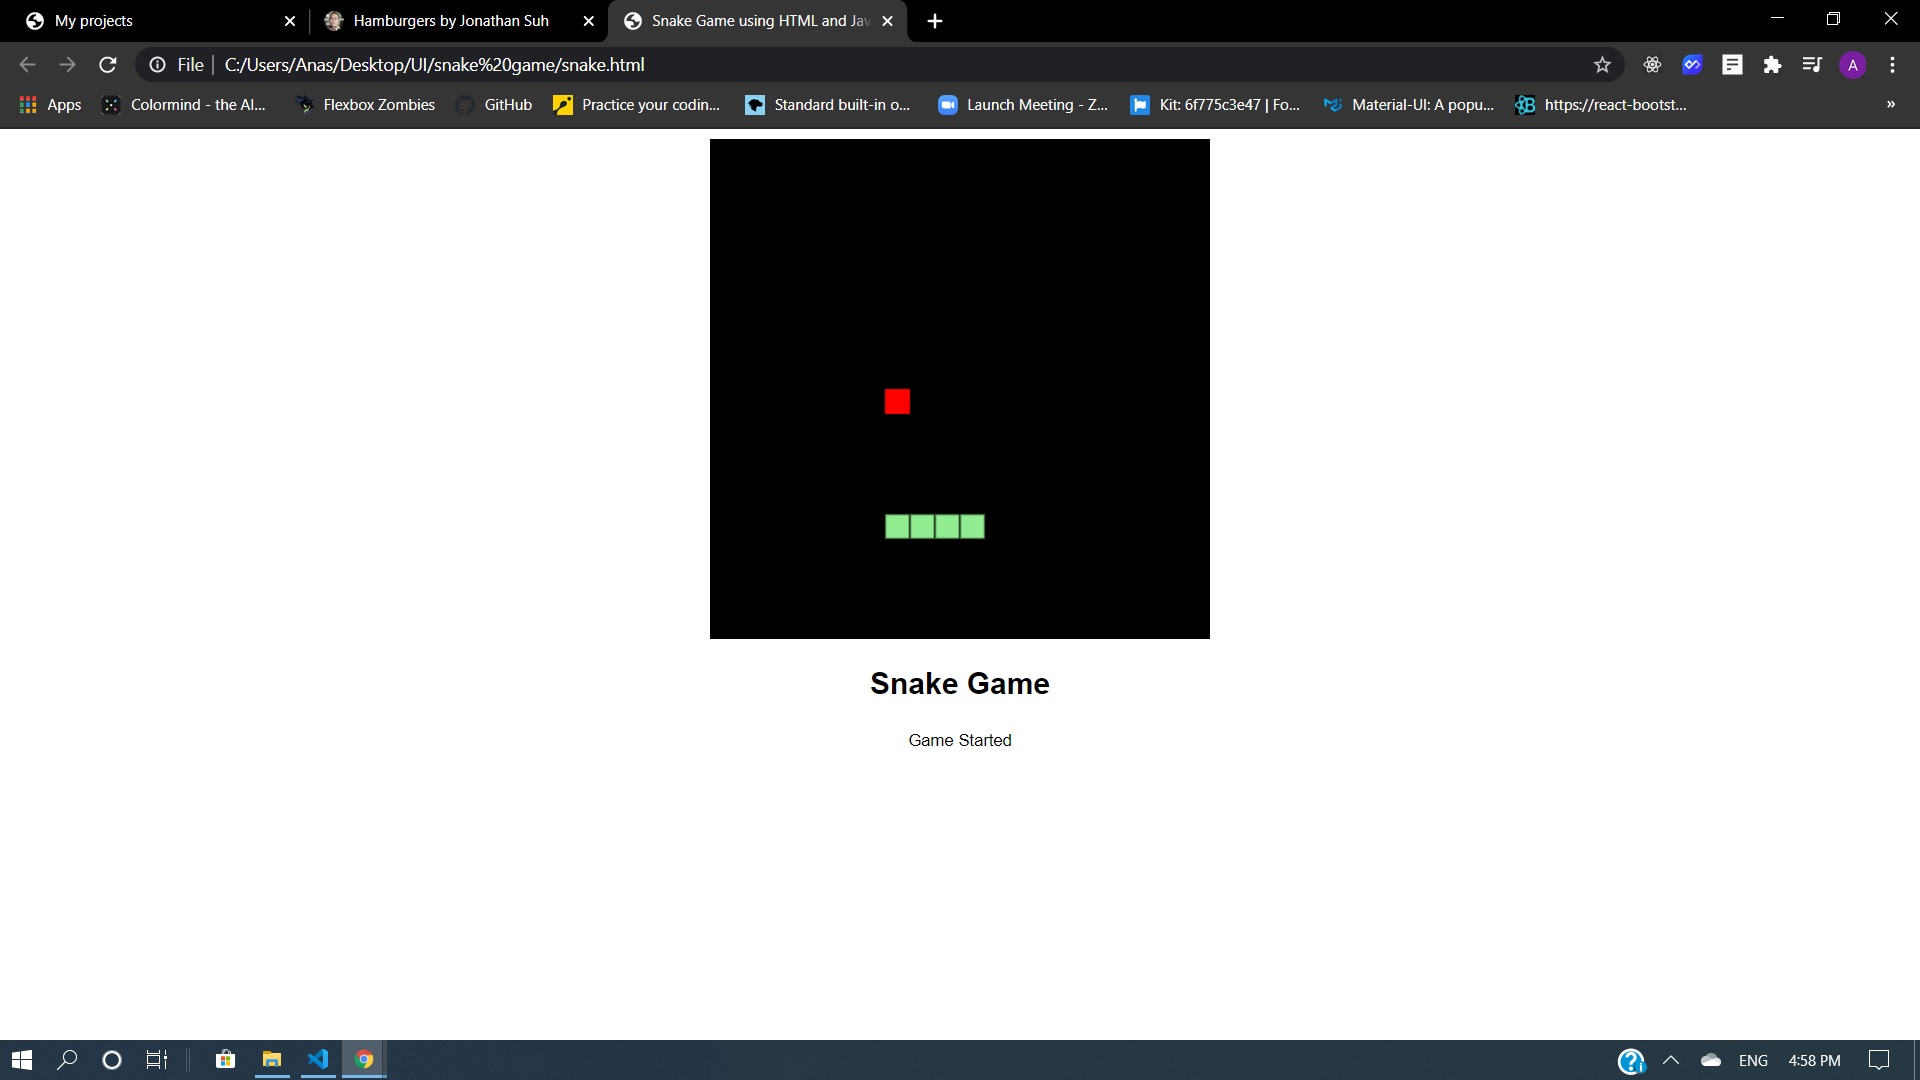 My projects
Hamburgers by Jonathan Suh
Snake Game using HTML and Jav
File
C:/Users/Anas/Desktop/UI/snake%20game/snake.html
A
Apps
Colormind - the AI...
Flexbox Zombies
GitHub
Practice your codin...
Standard built-in o...
Launch Meeting - Z...
Kit: 6f775c3e47 | Fo...
Material-UI: A popu...
https://react-bootst...
»
Snake Game
Game Started
ENG
4:58 PM